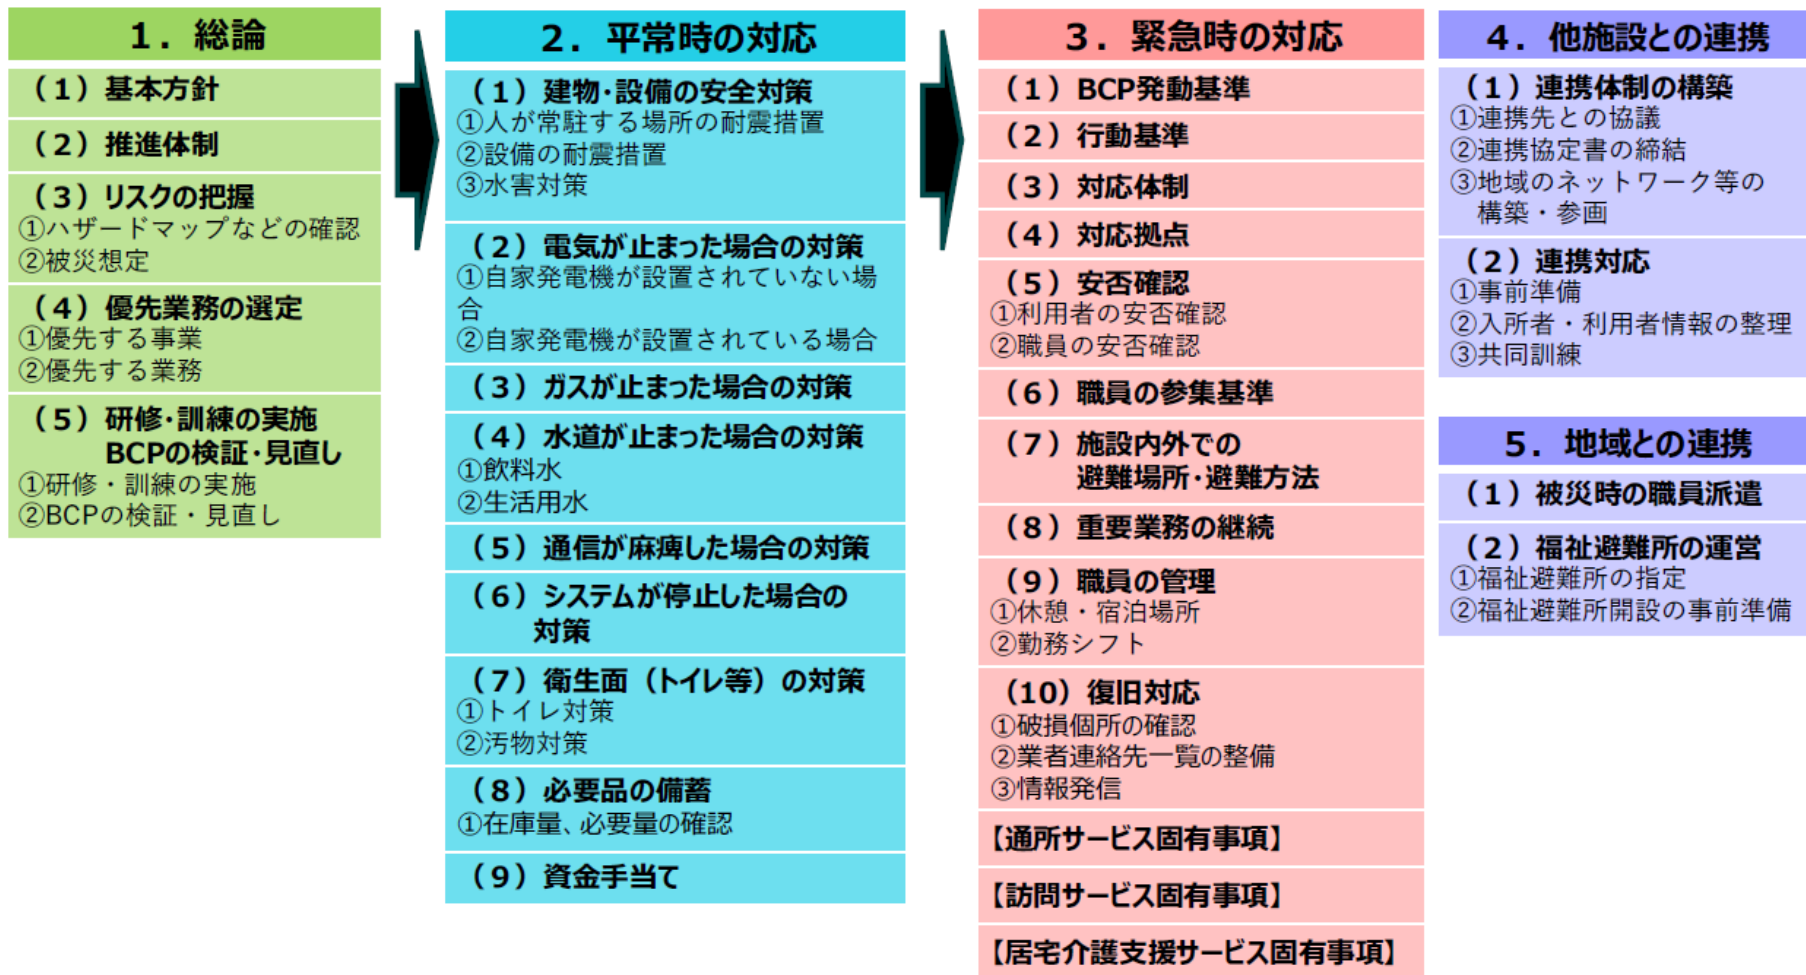 1．総論
（1）基本方針
（2）推進体制
（3）リスクの把握
①ハザードマップなどの確認
②被災想定
（4）優先業務の選定
①優先する事業
②優先する業務
（5）研修･訓練の実施
BCPの検証･見直し
①研修・訓練の実施
②BCPの検証・見直し
2．平常時の対応
（1）建物･設備の安全対策
①人が常駐する場所の耐震措置
②設備の耐震措置
③水害対策
（2）電気が止まった場合の対策
①自家発電機が設置されていない場
合
②自家発電機が設置されている場合
（3）ガスが止まった場合の対策
（4）水道が止まった場合の対策
①飲料水
②生活用水
（5）通信が麻痺した場合の対策
（6）システムが停止した場合の
対策
（7）衛生面（トイレ等）の対策
①トイレ対策
②汚物対策
（8）必要品の備蓄
①在庫量、必要量の確認
（9）資金手当て
3．緊急時の対応
（1）BCP発動基準
（2）行動基準
（3）対応体制
（4）対応拠点
（5）安否確認
①利用者の安否確認
②職員の安否確認
（6）職員の参集基準
（7）施設内外での
避難場所･避難方法
（8）重要業務の継続
（9）職員の管理
①休憩・宿泊場所
②勤務シフト
（10）復旧対応
①破損個所の確認
②業者連絡先一覧の整備
③情報発信
【通所サービス固有事項】
【訪問サービス固有事項】
【居宅介護支援サービス固有事項】
4．他施設との連携
（1）連携体制の構築
①連携先との協議
②連携協定書の締結
③地域のネットワーク等の
構築・参画
（2）連携対応
①事前準備
②入所者・利用者情報の整理
③共同訓練
5．地域との連携
（1）被災時の職員派遣
（2）福祉避難所の運営
①福祉避難所の指定
②福祉避難所開設の事前準備